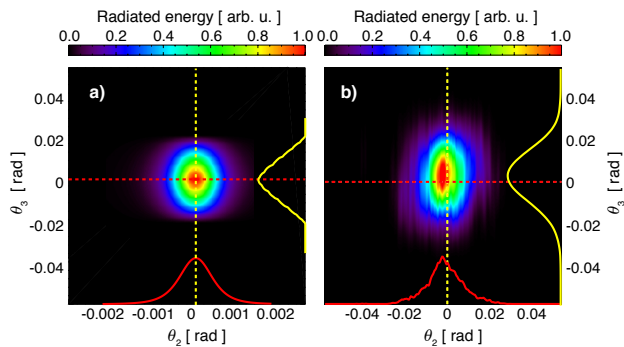 Radiated energy [ arb. u. ]
0.0 0.2 0.4 0.6 0.8 1.0
a)
θ3 [ rad ]
0.04
0.02
0
-0.02
-0.04
-0.002 -0.001 0 0.001 0.002
θ2 [ rad ]
Radiated energy [ arb. u. ]
0.0 0.2 0.4 0.6 0.8 1.0
b)
0.04
0.02
0
-0.02
-0.04
θ3 [ rad ]
-0.04 -0.02 0 0.02 0.04
θ2 [ rad ]